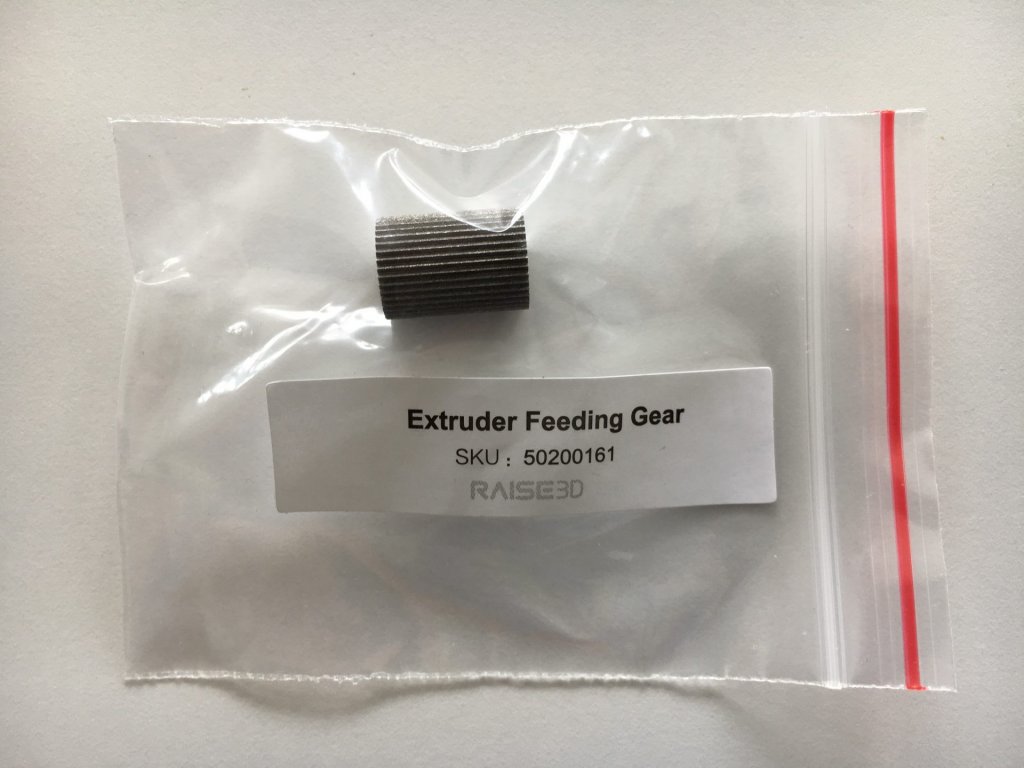 Extruder Feeding Gear
SKU：50200161
RAISE3D